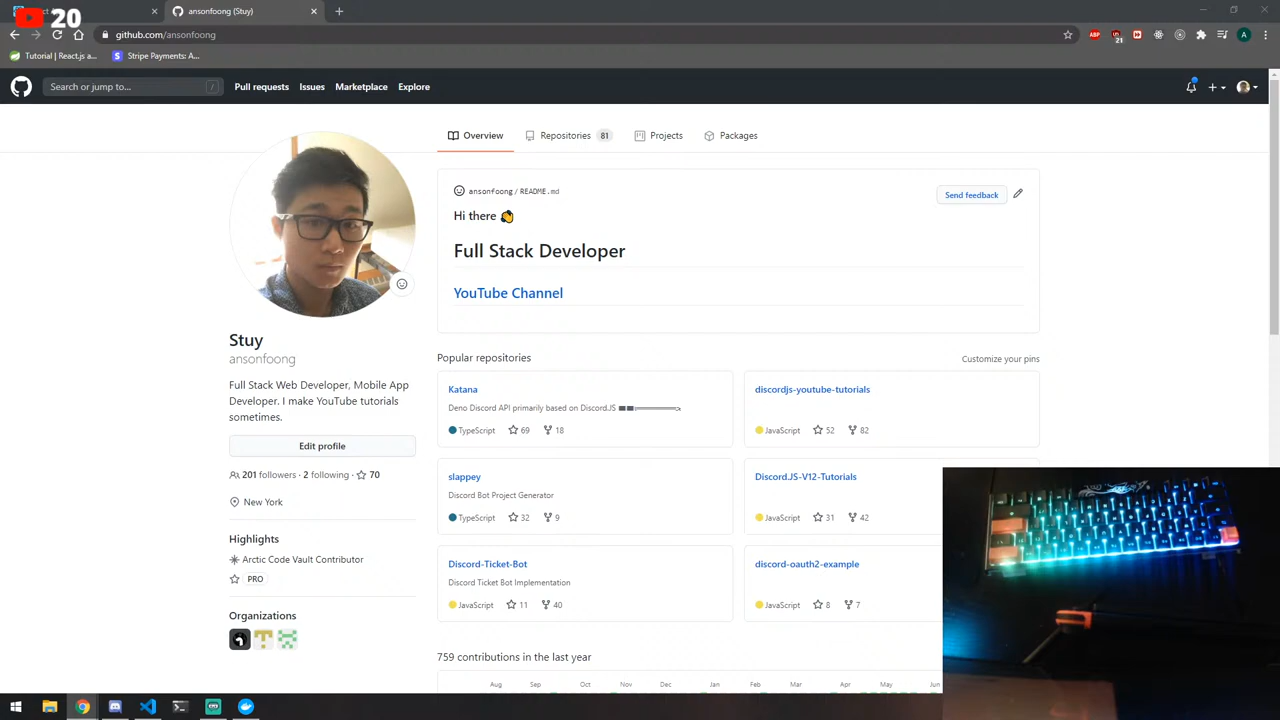 20
ansonfoong (Stuy)
github.com/ansonfoong
ABP
21
A
Tutorial | React.js a...
Stripe Payments: A...
Search or jump to...
/
Pull requests
Issues
Marketplace
Explore
Overview
Repositories 81
Projects
Packages
ansonfoong / README.md
Send feedback
Hi there
Full Stack Developer
YouTube Channel
Stuy
ansonfoong
Full Stack Web Developer, Mobile App
Developer. I make YouTube tutorials
sometimes.
Edit profile
201 followers · 2 following · 70
New York
Highlights
Arctic Code Vault Contributor
PRO
Organizations
Popular repositories
Customize your pins
Katana
Deno Discord API primarily based on DiscordJS
TypeScript 69 18
discordjs-youtube-tutorials
JavaScript 52 82
slappey
Discord Bot Project Generator
TypeScript 32 9
Discord.JS-V12-Tutorials
JavaScript 31 42
Discord-Ticket-Bot
Discord Ticket Bot Implementation
JavaScript 11 40
discord-oauth2-example
JavaScript 8 7
759 contributions in the last year
Aug Sep Oct Nov Dec Jan Feb Mar Apr May Jun